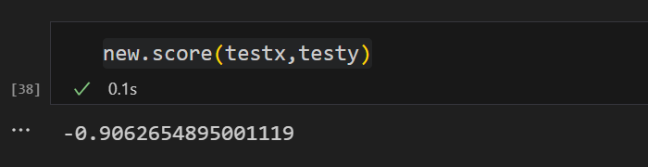 new.score(testx,testy)
[38]
0.1s
-0.9062654895001119